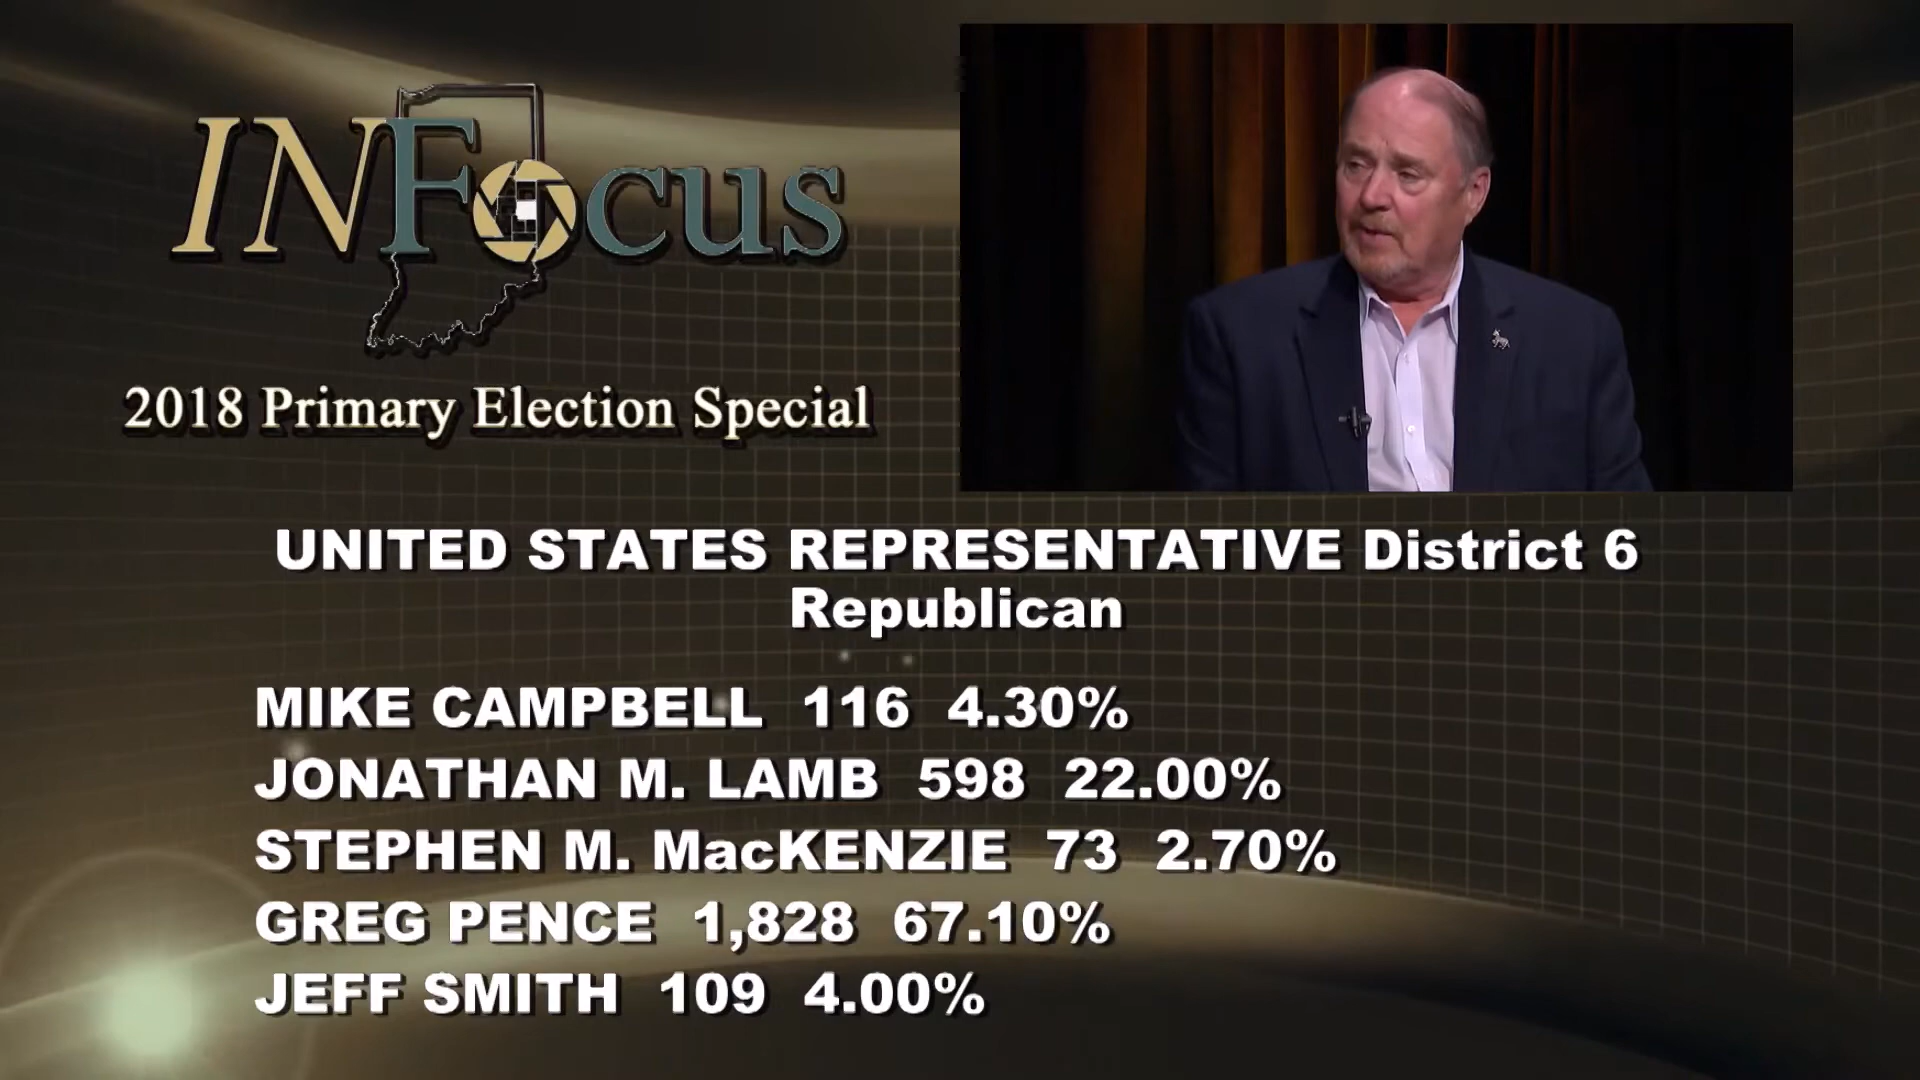 INFocus
2018 Primary Election Special
UNITED STATES REPRESENTATIVE District 6
Republican
MIKE CAMPBELL 116 4.30%
JONATHAN M. LAMB 598 22.00%
STEPHEN M. MacKENZIE 73 2.70%
GREG PENCE 1,828 67.10%
JEFF SMITH 109 4.00%